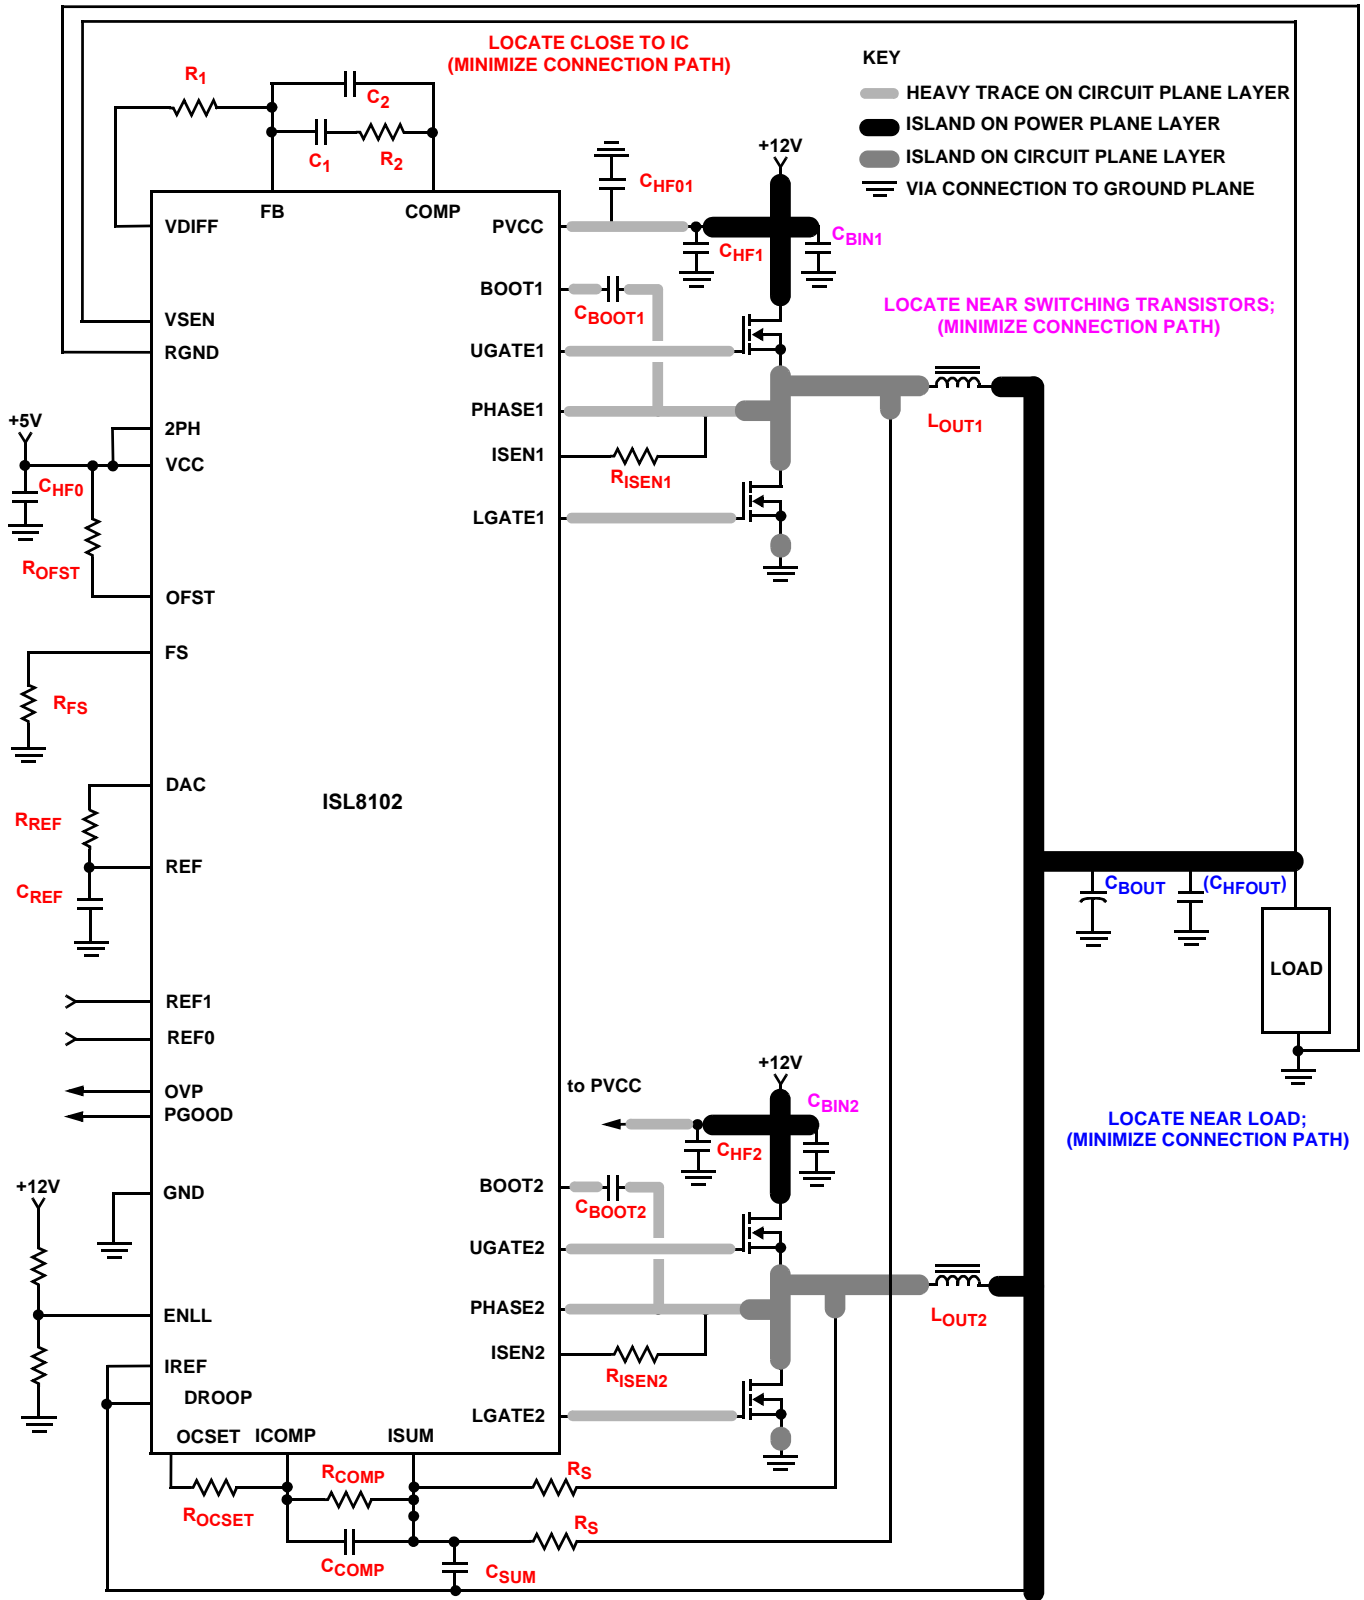 LOCATE CLOSE TO IC
(MINIMIZE CONNECTION PATH)
KEY
HEAVY TRACE ON CIRCUIT PLANE LAYER
ISLAND ON POWER PLANE LAYER
ISLAND ON CIRCUIT PLANE LAYER
VIA CONNECTION TO GROUND PLANE
R1
C2
C1
R2
+12V
CHF01
FB
COMP
VDIFF
PVCC
CHF1
CBIN1
BOOT1
CBOOT1
LOCATE NEAR SWITCHING TRANSISTORS;
(MINIMIZE CONNECTION PATH)
VSEN
RGND
UGATE1
PHASE1
LOUT1
+5V
2PH
VCC
ISEN1
RISEN1
CHF0
LGATE1
ROFST
OFST
FS
RFS
DAC
ISL8102
RREF
REF
CREF
CBOUT
(CHFOUT)
LOAD
REF1
REF0
OVP
PGOOD
to PVCC
+12V
CBIN2
CHF2
LOCATE NEAR LOAD;
(MINIMIZE CONNECTION PATH)
+12V
GND
BOOT2
CBOOT2
UGATE2
PHASE2
LOUT2
ENLL
ISEN2
RISEN2
IREF
DROOP
LGATE2
OCSET
ICOMP
ISUM
RCOMP
RS
ROCSET
RS
CCOMP
CSUM